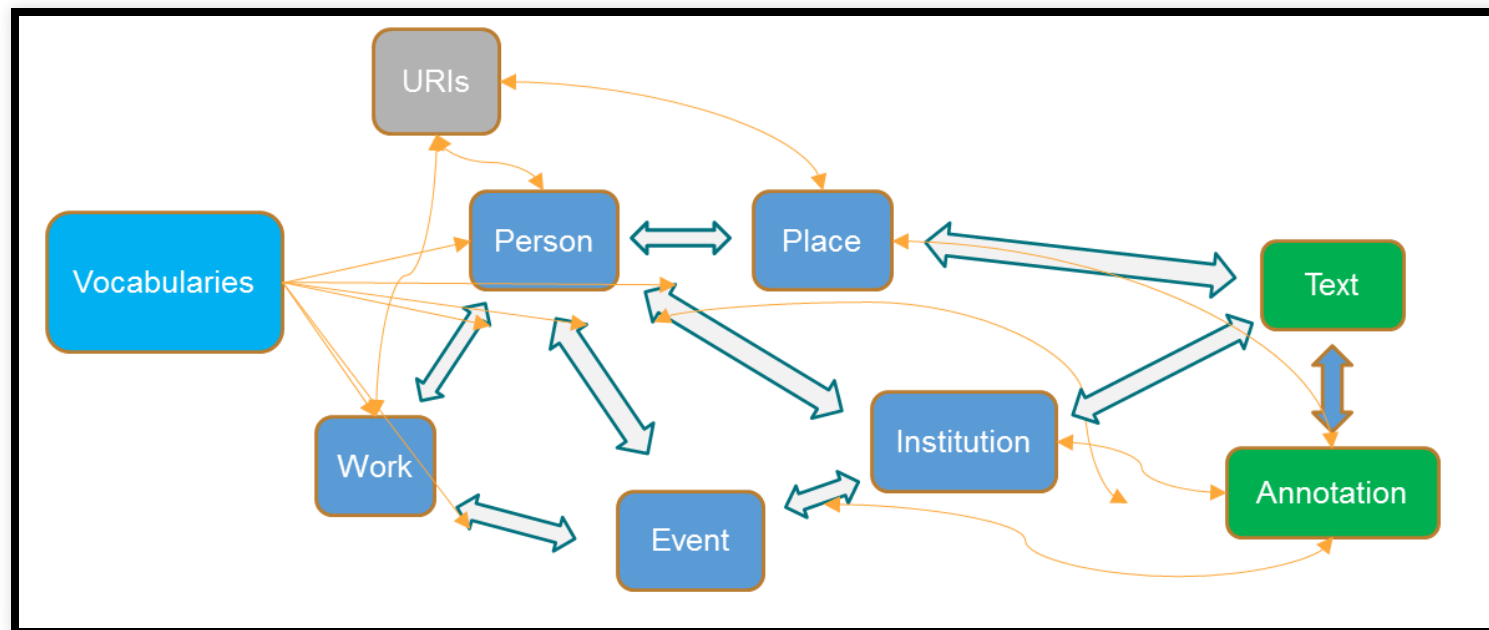 URIs
Person
Place
Vocabularies
Text
Work
Institution
Annotation
Event